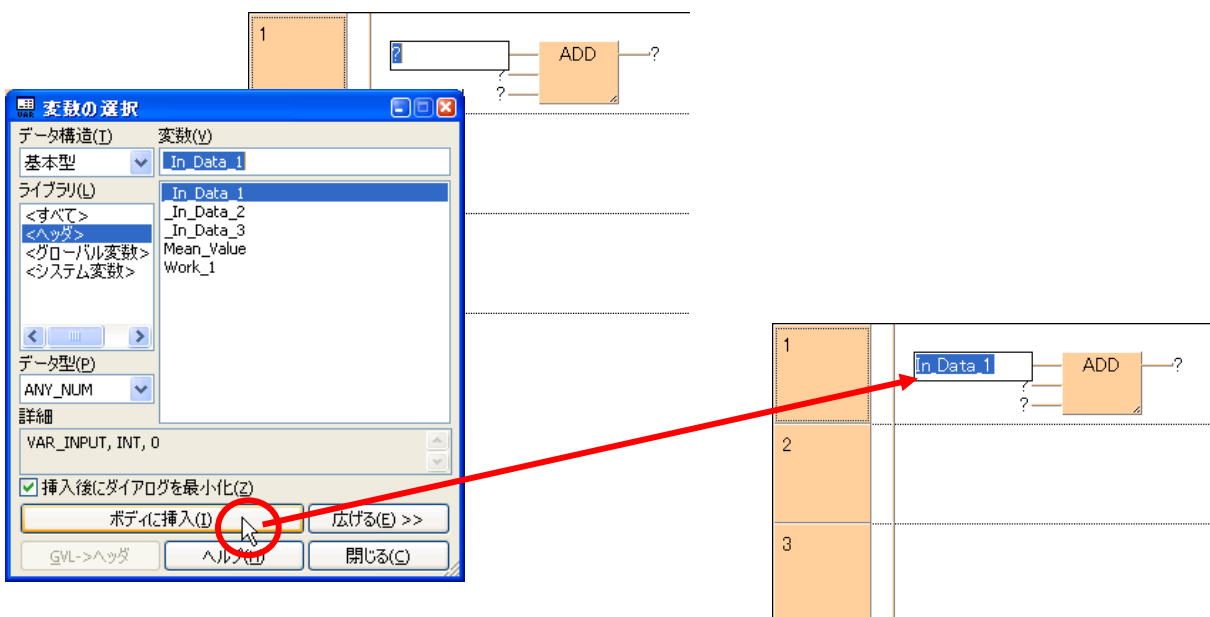 1
?
ADD
?
?
?
変数の選択
データ構造(T)
変数(V)
基本型
_In_Data_1
ライブラリ(L)
<すべて>
<ヘッダ>
<グローバル変数>
<システム変数>
_In_Data_1
_In_Data_2
_In_Data_3
Mean_Value
Work_1
データ型(P)
ANY_NUM
詳細
VAR_INPUT, INT, 0
挿入後にダイアログを最小化(Z)
ボディに挿入(I)
広げる(E) >>
GVL->ヘッダ
ヘルプ(H)
閉じる(C)
1
In_Data_1
ADD
?
?
?
2
3